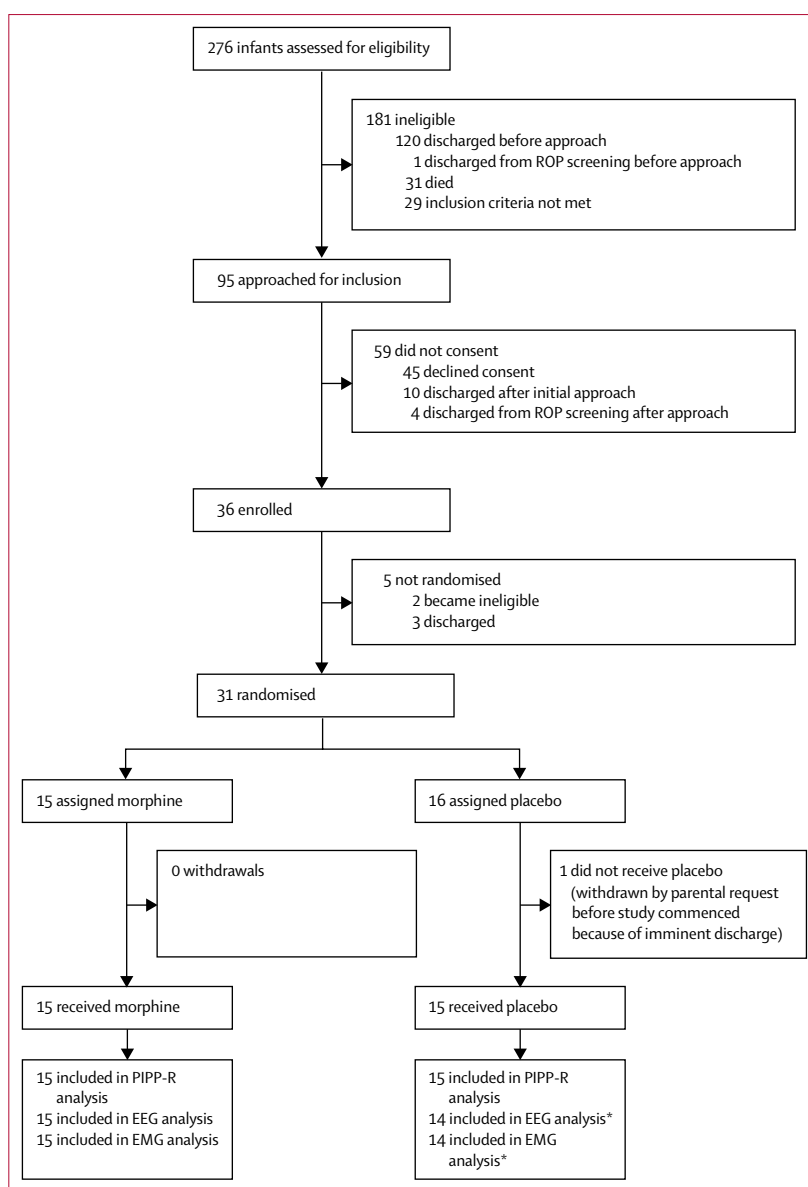 276 infants assessed for eligibility
181 ineligible
120 discharged before approach
1 discharged from ROP screening before approach
31 died
29 inclusion criteria not met
95 approached for inclusion
59 did not consent
45 declined consent
10 discharged after initial approach
4 discharged from ROP screening after approach
36 enrolled
5 not randomised
2 became ineligible
3 discharged
31 randomised
15 assigned morphine
16 assigned placebo
0 withdrawals
1 did not receive placebo
(withdrawn by parental request
before study commenced
because of imminent discharge)
15 received morphine
15 received placebo
15 included in PIPP-R
analysis
15 included in EEG analysis
15 included in EMG analysis
15 included in PIPP-R
analysis
14 included in EEG analysis*
14 included in EMG
analysis*